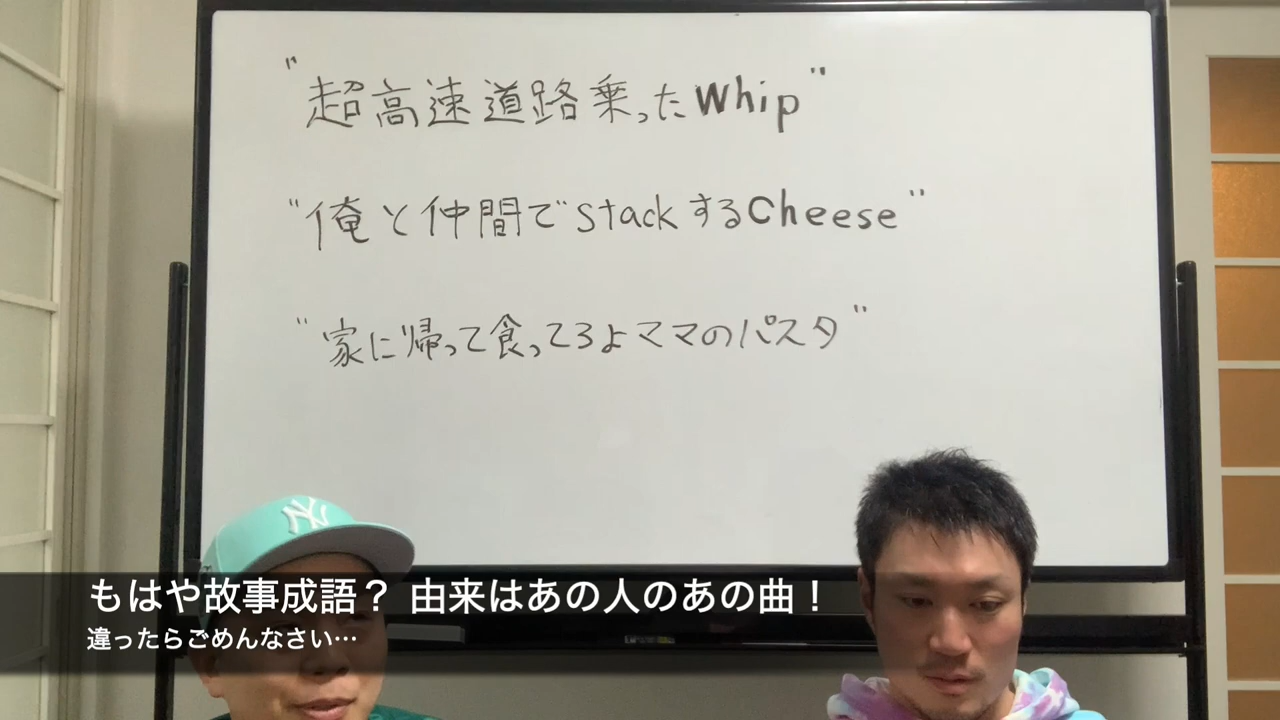 "超高速道路乗ったWhip"
"俺と仲間でstackするCheese"
"家に帰って食ってろよママのパスタ"
NY
もはや故事成語？ 由来はあの人のあの曲！
違ったらごめんなさい…